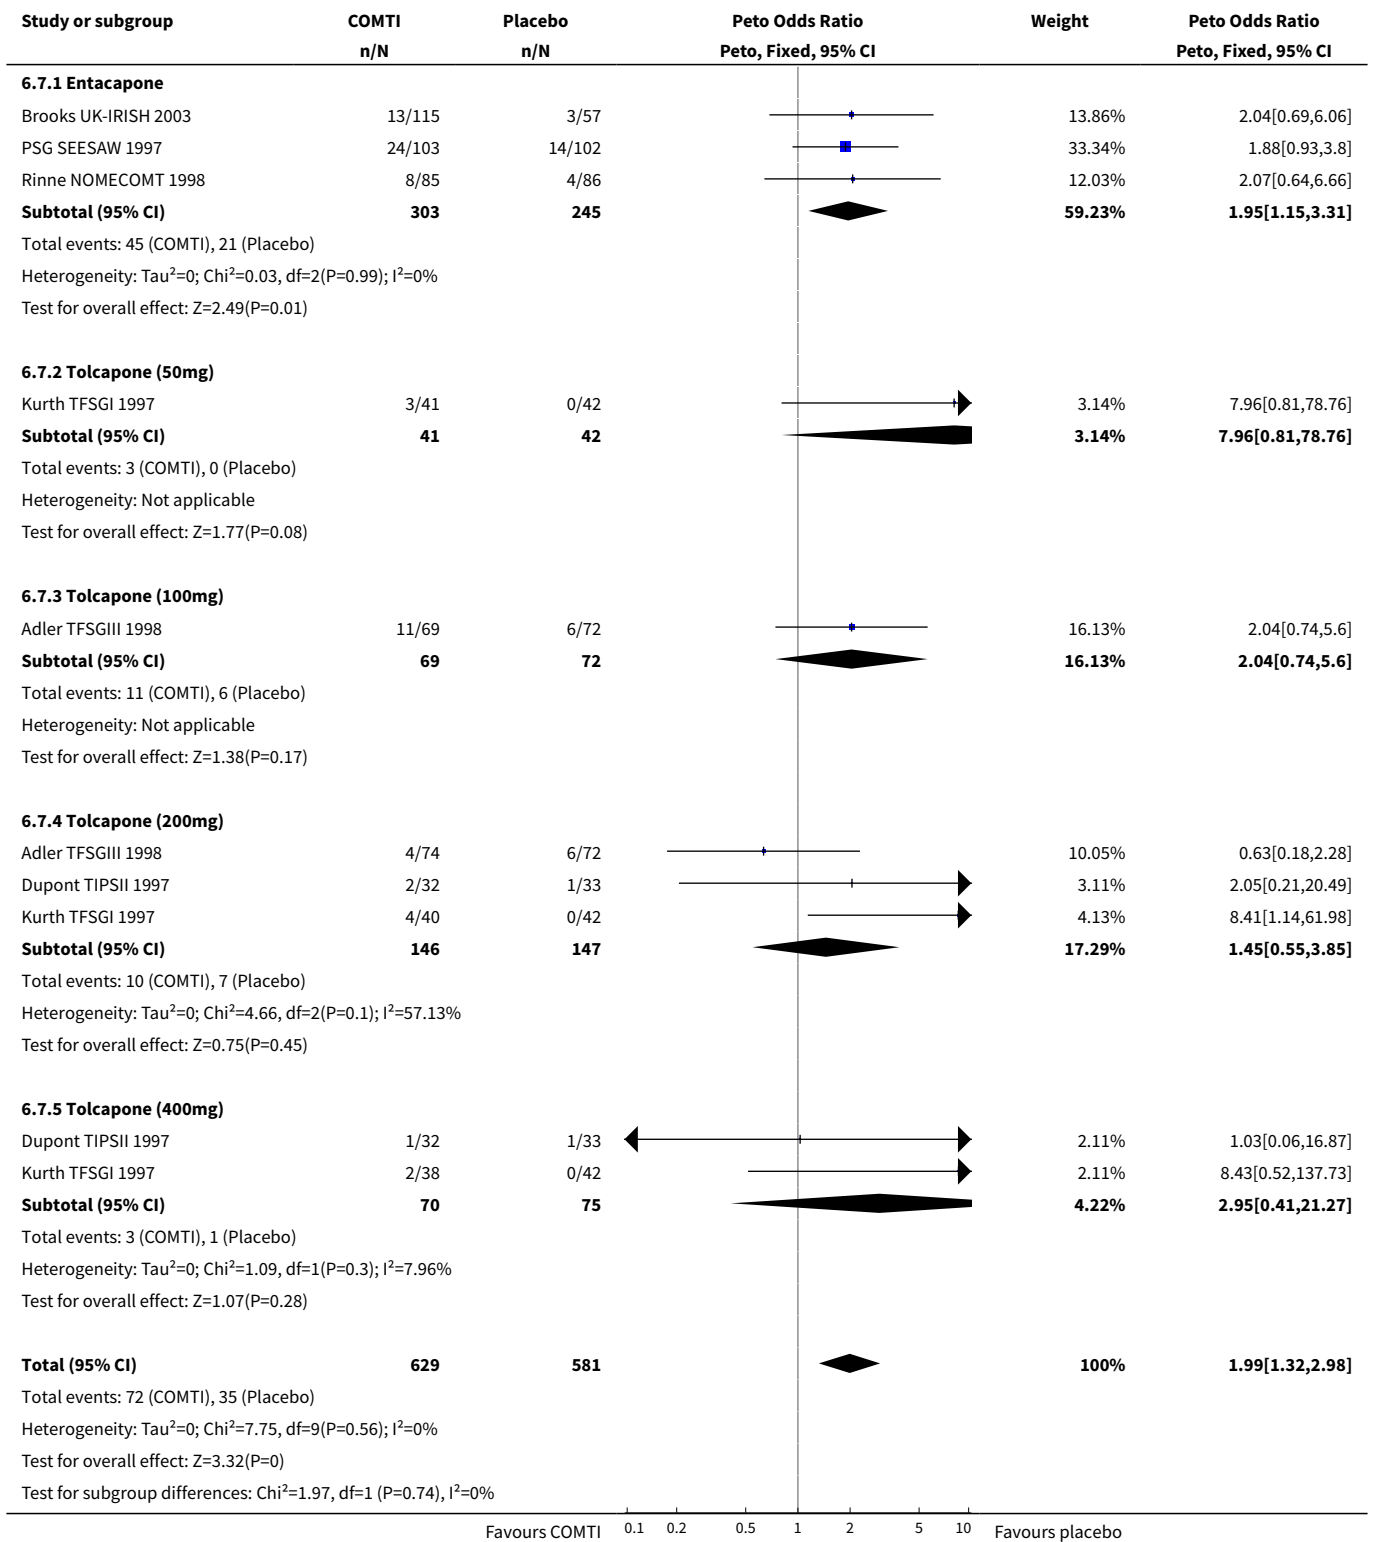 Study or subgroup COMTI Placebo Peto Odds Ratio Weight Peto Odds Ratio
n/N n/N Peto, Fixed, 95% CI Peto, Fixed, 95% CI
6.7.1 Entacapone
Brooks UK-IRISH 2003 13/115 3/57 13.86% 2.04[0.69,6.06]
PSG SEESAW 1997 24/103 14/102 33.34% 1.88[0.93,3.8]
Rinne NOMECOMT 1998 8/85 4/86 12.03% 2.07[0.64,6.66]
Subtotal (95% CI) 303 245 59.23% 1.95[1.15,3.31]
Total events: 45 (COMTI), 21 (Placebo)
Heterogeneity: Tau²=0; Chi²=0.03, df=2(P=0.99); I²=0%
Test for overall effect: Z=2.49(P=0.01)
6.7.2 Tolcapone (50mg)
Kurth TFSGI 1997 3/41 0/42 3.14% 7.96[0.81,78.76]
Subtotal (95% CI) 41 42 3.14% 7.96[0.81,78.76]
Total events: 3 (COMTI), 0 (Placebo)
Heterogeneity: Not applicable
Test for overall effect: Z=1.77(P=0.08)
6.7.3 Tolcapone (100mg)
Adler TFSGIII 1998 11/69 6/72 16.13% 2.04[0.74,5.6]
Subtotal (95% CI) 69 72 16.13% 2.04[0.74,5.6]
Total events: 11 (COMTI), 6 (Placebo)
Heterogeneity: Not applicable
Test for overall effect: Z=1.38(P=0.17)
6.7.4 Tolcapone (200mg)
Adler TFSGIII 1998 4/74 6/72 10.05% 0.63[0.18,2.28]
Dupont TIPSII 1997 2/32 1/33 3.11% 2.05[0.21,20.49]
Kurth TFSGI 1997 4/40 0/42 4.13% 8.41[1.14,61.98]
Subtotal (95% CI) 146 147 17.29% 1.45[0.55,3.85]
Total events: 10 (COMTI), 7 (Placebo)
Heterogeneity: Tau²=0; Chi²=4.66, df=2(P=0.1); I²=57.13%
Test for overall effect: Z=0.75(P=0.45)
6.7.5 Tolcapone (400mg)
Dupont TIPSII 1997 1/32 1/33 2.11% 1.03[0.06,16.87]
Kurth TFSGI 1997 2/38 0/42 2.11% 8.43[0.52,137.73]
Subtotal (95% CI) 70 75 4.22% 2.95[0.41,21.27]
Total events: 3 (COMTI), 1 (Placebo)
Heterogeneity: Tau²=0; Chi²=1.09, df=1(P=0.3); I²=7.96%
Test for overall effect: Z=1.07(P=0.28)
Total (95% CI) 629 581 100% 1.99[1.32,2.98]
Total events: 72 (COMTI), 35 (Placebo)
Heterogeneity: Tau²=0; Chi²=7.75, df=9(P=0.56); I²=0%
Test for overall effect: Z=3.32(P=0)
Test for subgroup differences: Chi²=1.97, df=1 (P=0.74), I²=0%
Favours COMTI 0.1 0.2 0.5 1 2 5 10 Favours placebo